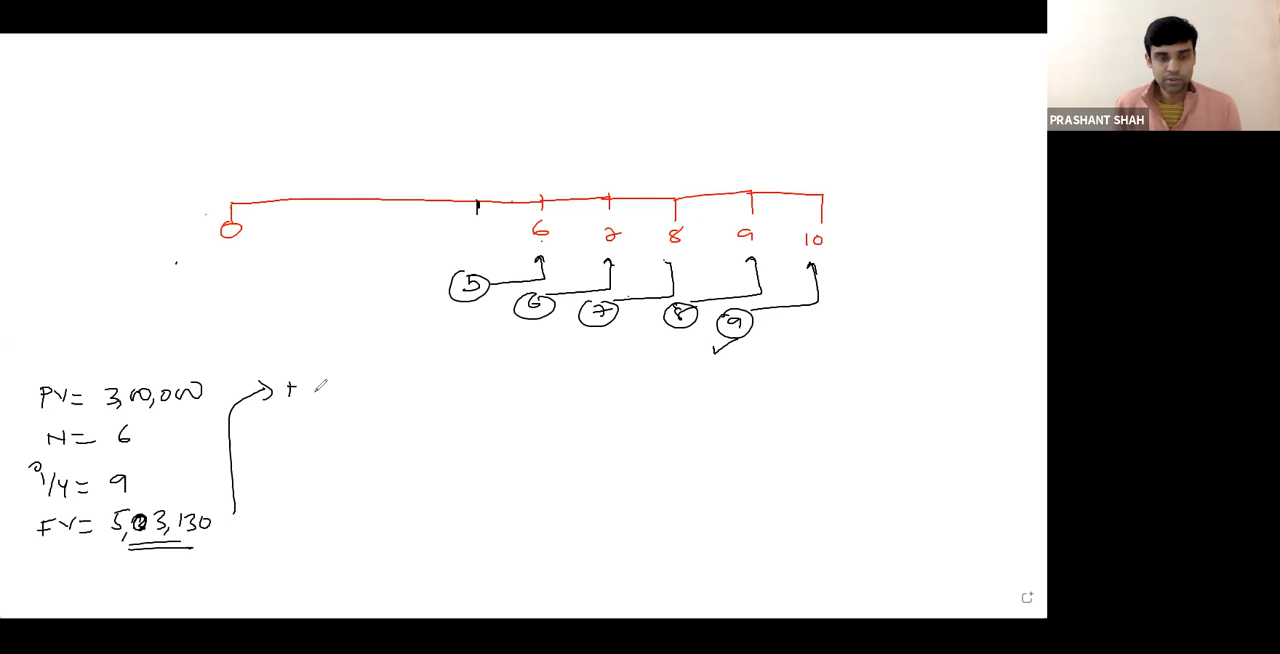 PRASHANT SHAH
0 6 7 8 9 10
5 6 7 8 9
PV= 3,00,000
N= 6
I/Y= 9
FV= 5,03,130
→ +